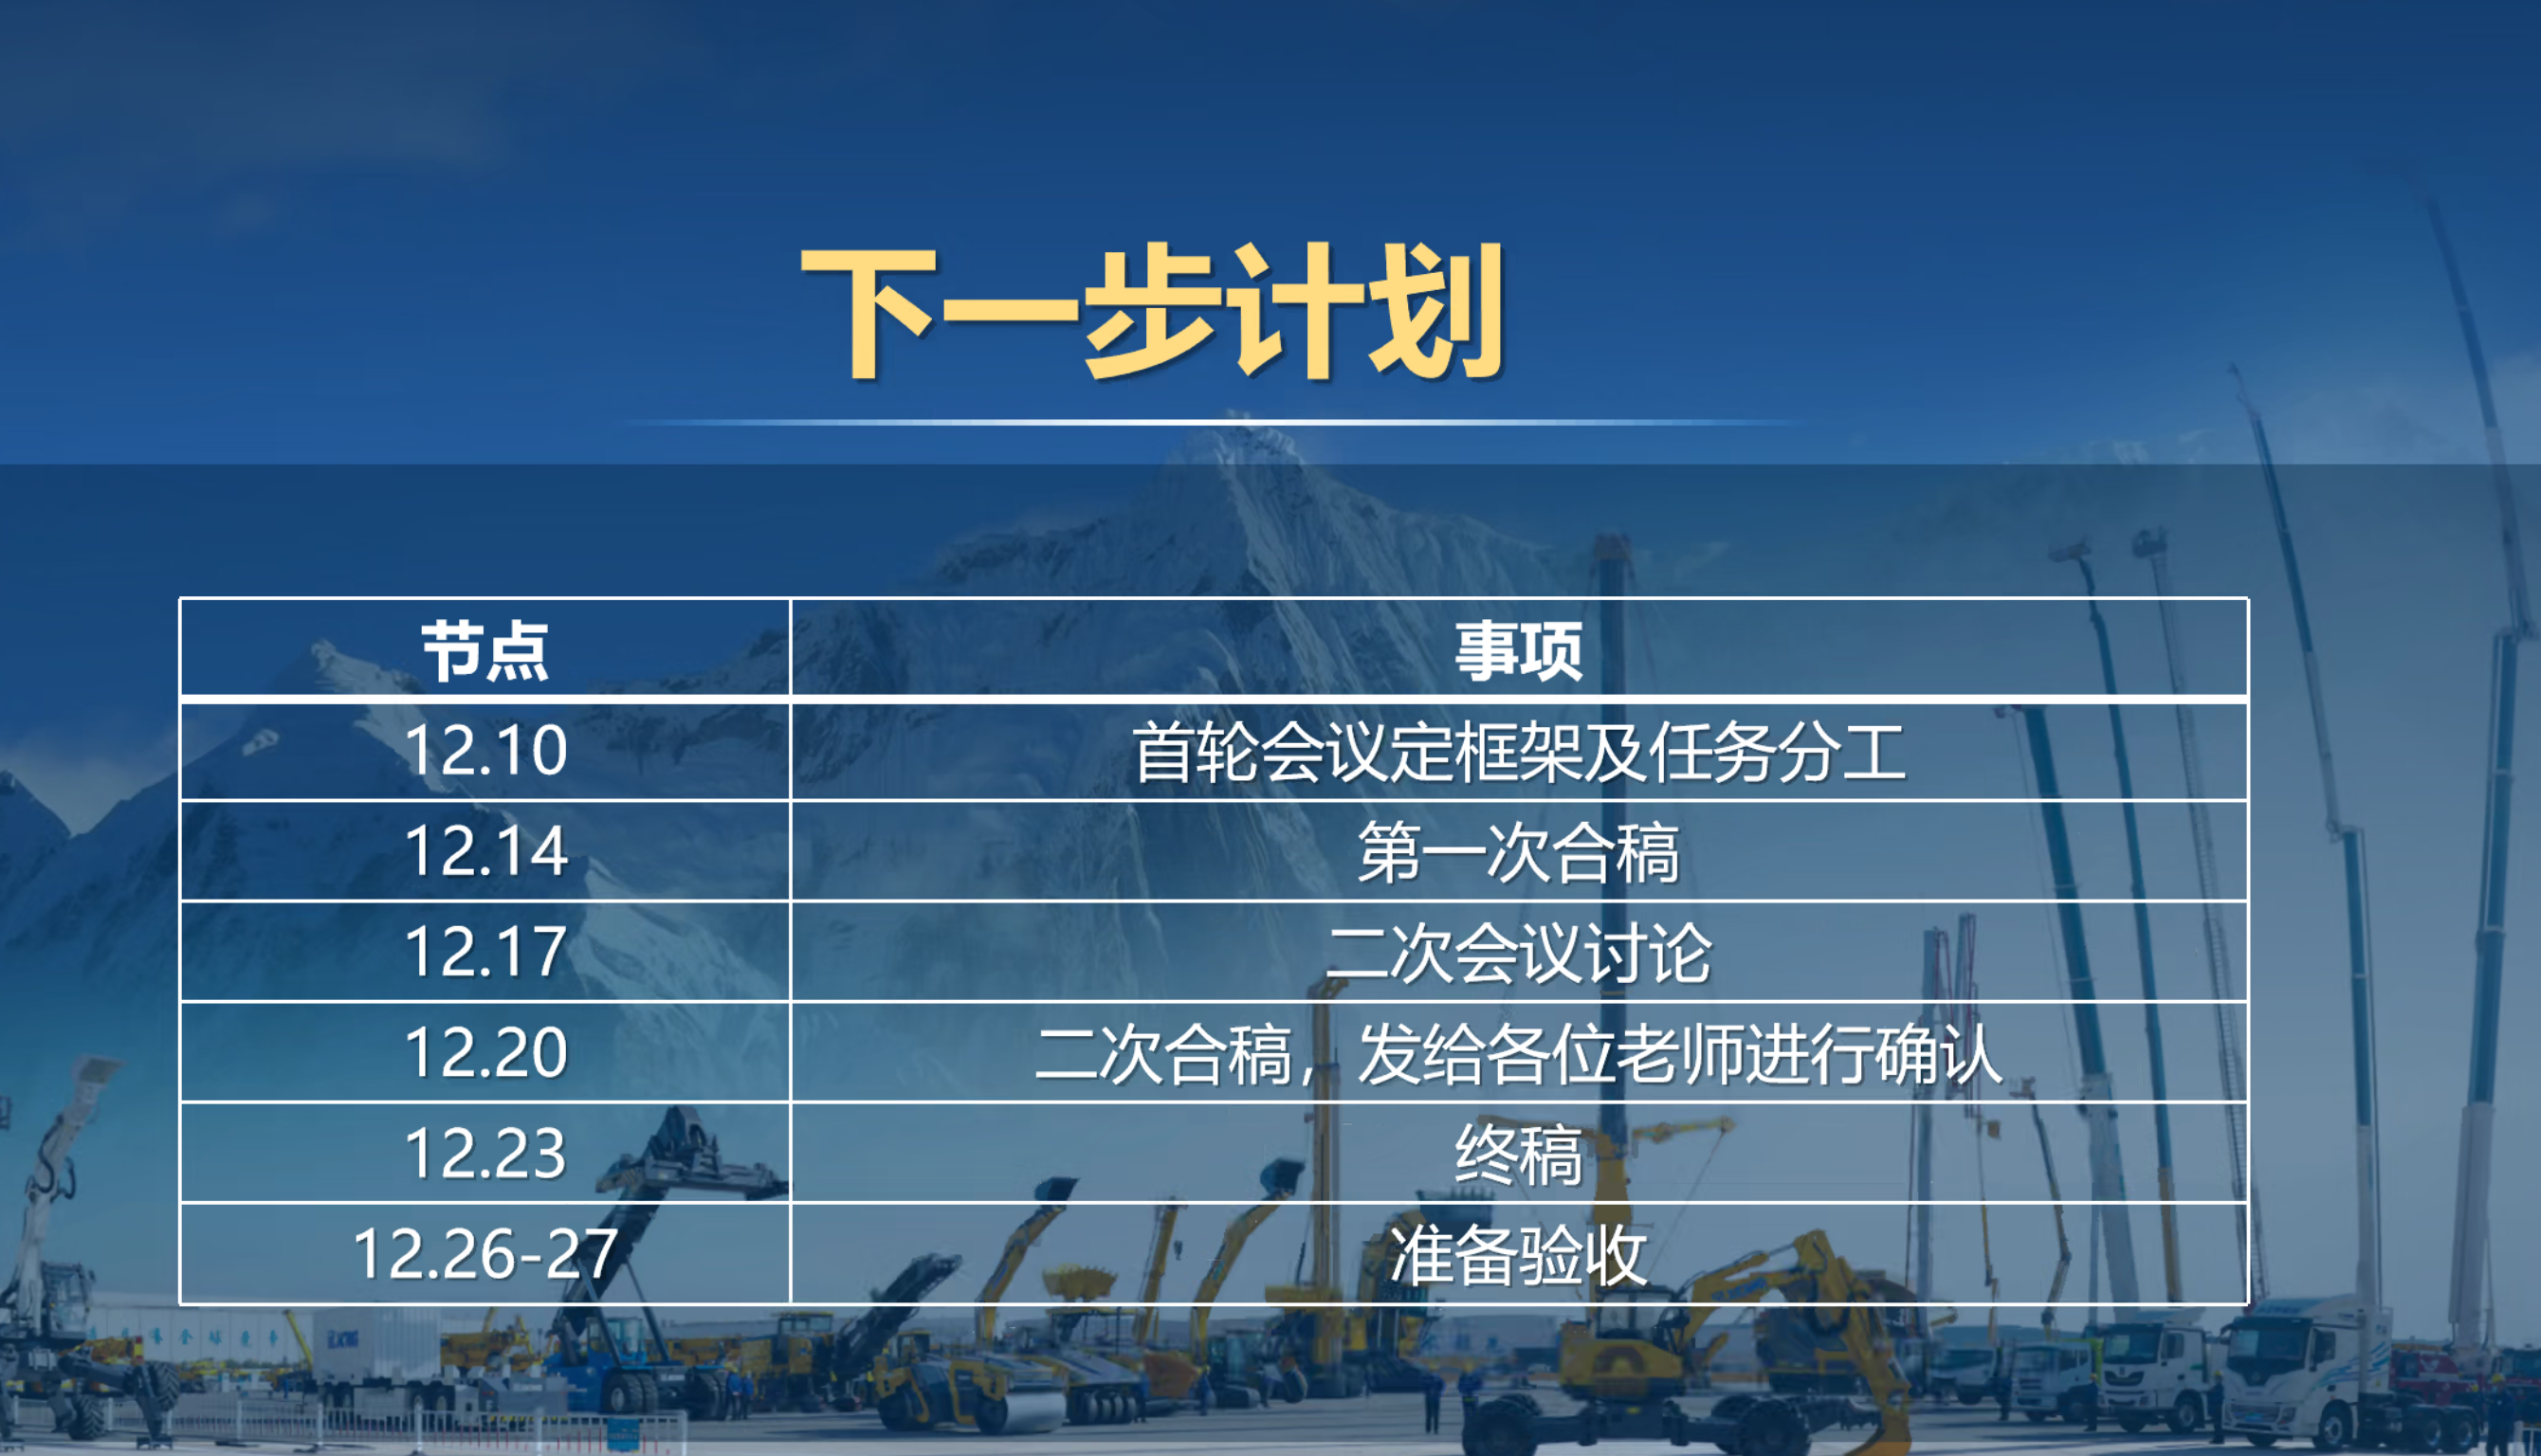 下一步计划
节点 事项
12.10 首轮会议定框架及任务分工
12.14 第一次合稿
12.17 二次会议讨论
12.20 二次合稿，发给各位老师进行确认
12.23 终稿
12.26-27 准备验收